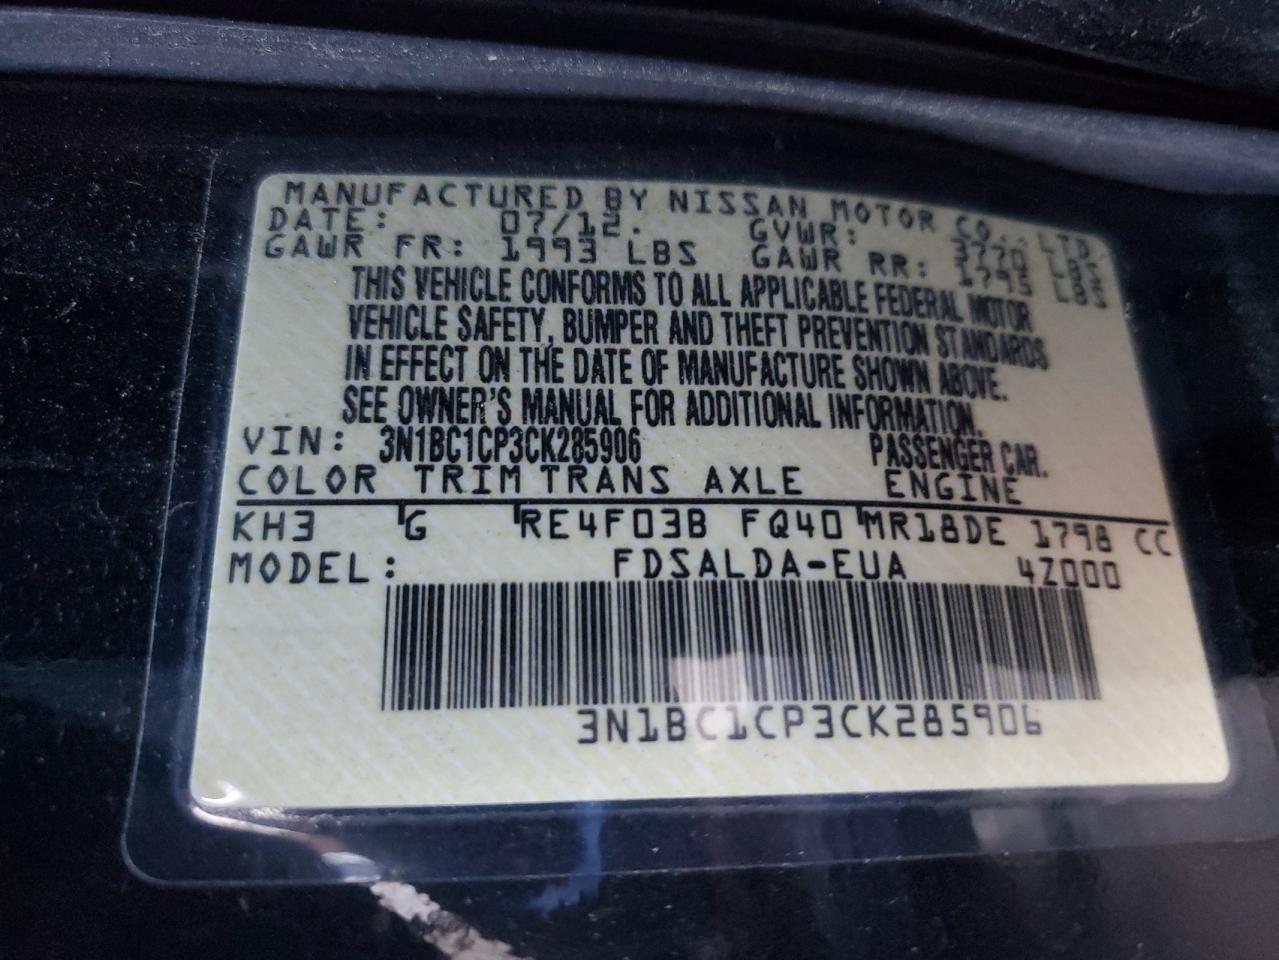 MANUFACTURED BY NISSAN MOTOR CO., LTD.
DATE: 07/12. GVWR: 3770 LBS
GAWR FR: 1993 LBS GAWR RR: 1795 LBS
THIS VEHICLE CONFORMS TO ALL APPLICABLE FEDERAL MOTOR
VEHICLE SAFETY, BUMPER AND THEFT PREVENTION STANDARDS
IN EFFECT ON THE DATE OF MANUFACTURE SHOWN ABOVE.
SEE OWNER'S MANUAL FOR ADDITIONAL INFORMATION.
VIN: 3N1BC1CP3CK285906 PASSENGER CAR.
COLOR TRIM TRANS AXLE ENGINE
KH3 G RE4F03B FQ40 MR18DE 1798 CC
MODEL: FDSALDA-EUA 4Z000
3N1BC1CP3CK285906